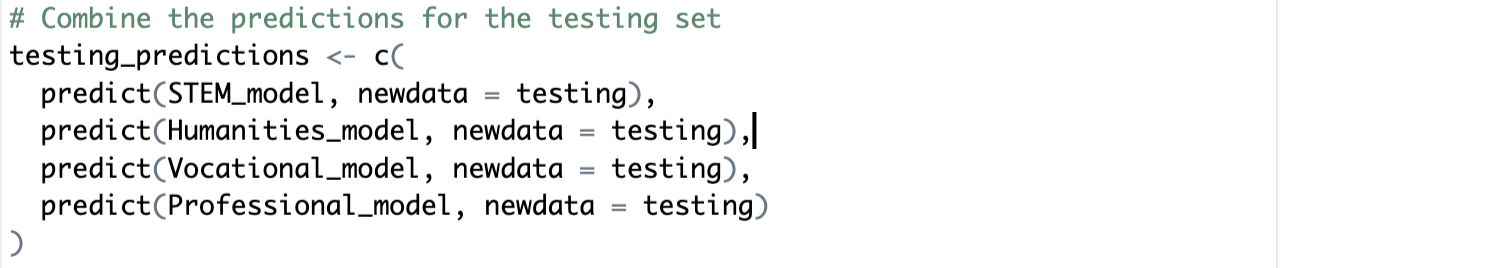 # Combine the predictions for the testing set
testing_predictions <- c(
  predict(STEM_model, newdata = testing),
  predict(Humanities_model, newdata = testing),
  predict(Vocational_model, newdata = testing),
  predict(Professional_model, newdata = testing)
)